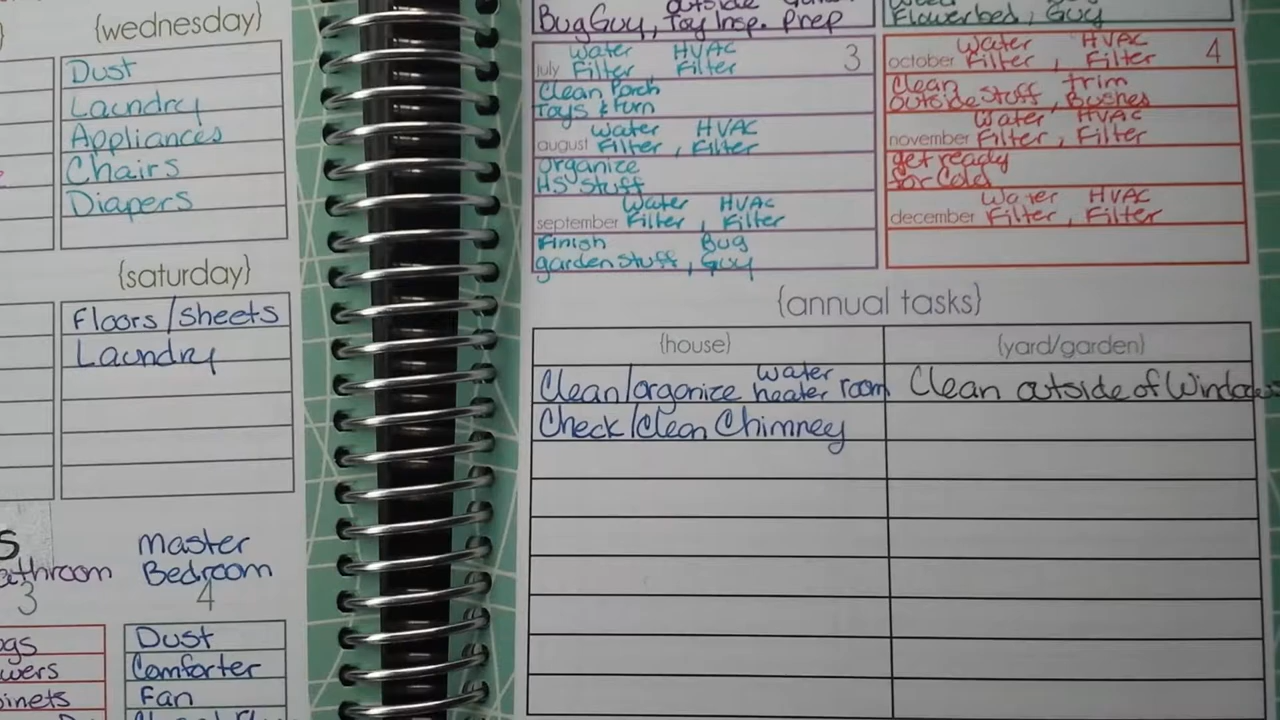 {wednesday}
Dust
Laundry
Appliances
Chairs
Diapers
{saturday}
Floors/Sheets
Laundry
Master
Bedroom
3
4
Dust
Comforter
Fan
outside
Bug Guy, Toy Insp. Prep
Flowerbed, Guy
july Water Filter, HVAC Filter 3
Clean Porch
Toys & Furn
august Water Filter, HVAC Filter
Organize
HS Stuff
september Water Filter, HVAC Filter
Finish garden stuff, Bug Guy
october Water Filter, HVAC Filter 4
Clean outside stuff, trim Bushes
november Water Filter, HVAC Filter
get ready
for Cold
december Water Filter, HVAC Filter
{annual tasks}
{house}
{yard/garden}
Clean/organize water heater room
Clean outside of
Check/Clean Chimney